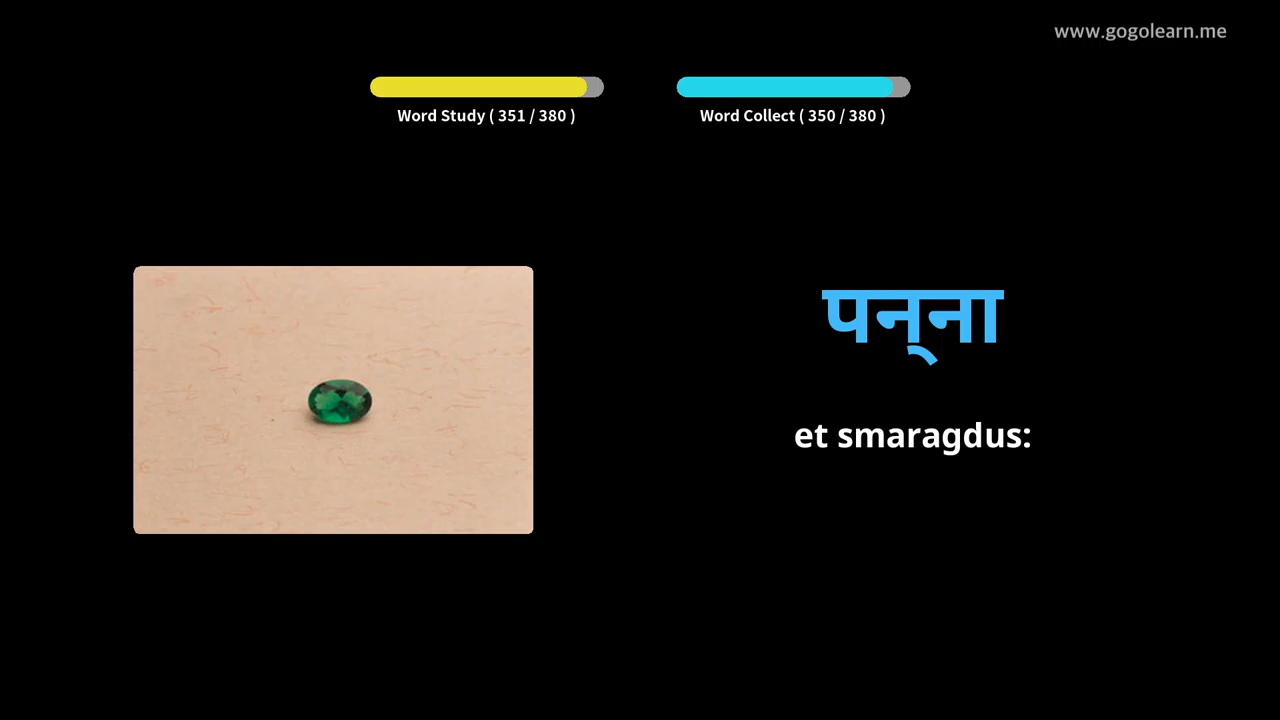 www.gogolearn.me
Word Study ( 351 / 380 )
Word Collect ( 350 / 380 )
पन्‌ना
et smaragdus: